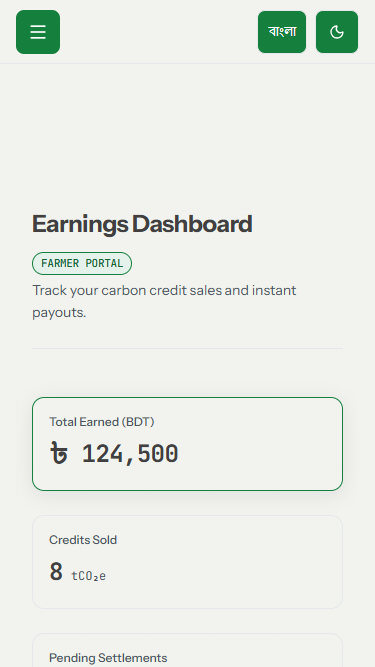 বাংলা
Earnings Dashboard
FARMER PORTAL
Track your carbon credit sales and instant
payouts.
Total Earned (BDT)
৳ 124,500
Credits Sold
8 tCO₂e
Pending Settlements